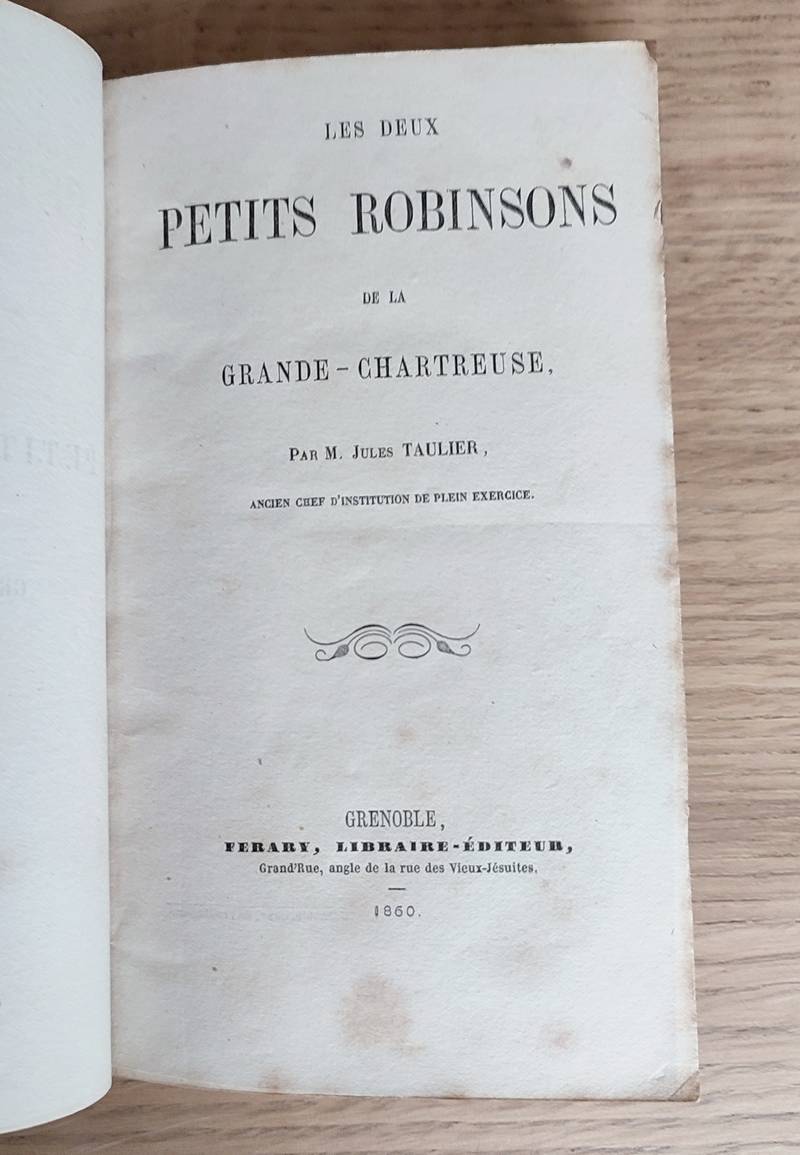 LES DEUX
PETITS ROBINSONS
DE LA
GRANDE-CHARTREUSE,
PAR M. JULES TAULIER,
ANCIEN CHEF D'INSTITUTION DE PLEIN EXERCICE.
GRENOBLE,
FERARY, LIBRAIRE-ÉDITEUR,
Grand'Rue, angle de la rue des Vieux-Jésuites.
1860.